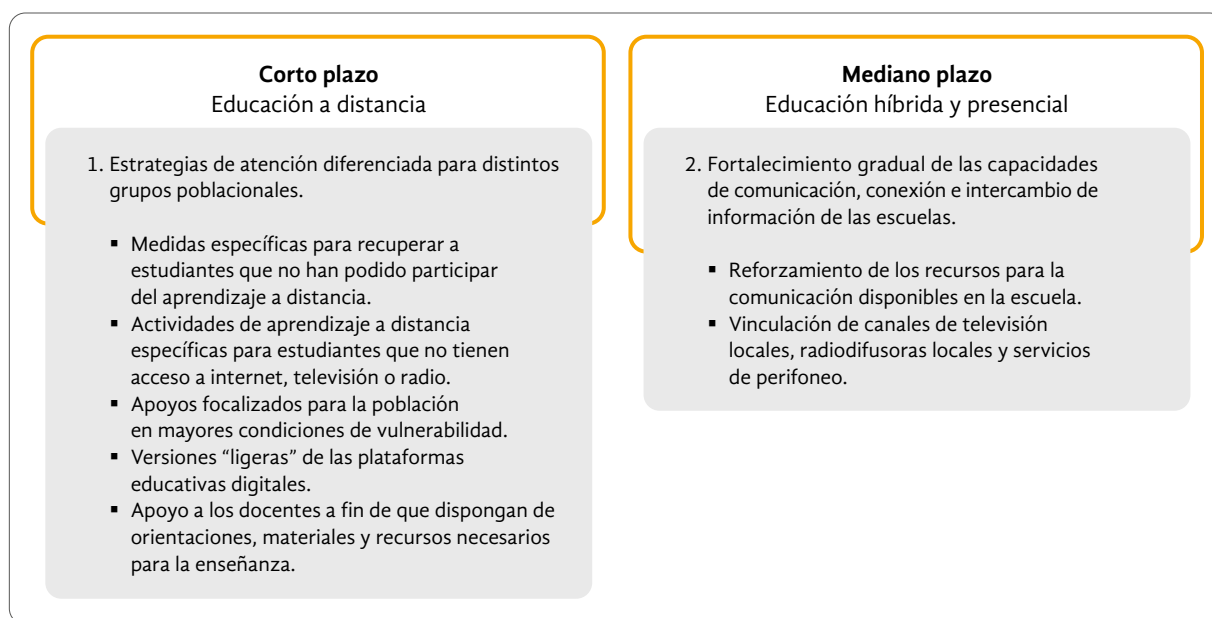 Corto plazo
Educación a distancia
1. Estrategias de atención diferenciada para distintos
grupos poblacionales.
▪ Medidas específicas para recuperar a
estudiantes que no han podido participar
del aprendizaje a distancia.
▪ Actividades de aprendizaje a distancia
específicas para estudiantes que no tienen
acceso a internet, televisión o radio.
▪ Apoyos focalizados para la población
en mayores condiciones de vulnerabilidad.
▪ Versiones “ligeras” de las plataformas
educativas digitales.
▪ Apoyo a los docentes a fin de que dispongan de
orientaciones, materiales y recursos necesarios
para la enseñanza.
Mediano plazo
Educación híbrida y presencial
2. Fortalecimiento gradual de las capacidades
de comunicación, conexión e intercambio de
información de las escuelas.
▪ Reforzamiento de los recursos para la
comunicación disponibles en la escuela.
▪ Vinculación de canales de televisión
locales, radiodifusoras locales y servicios
de perifoneo.